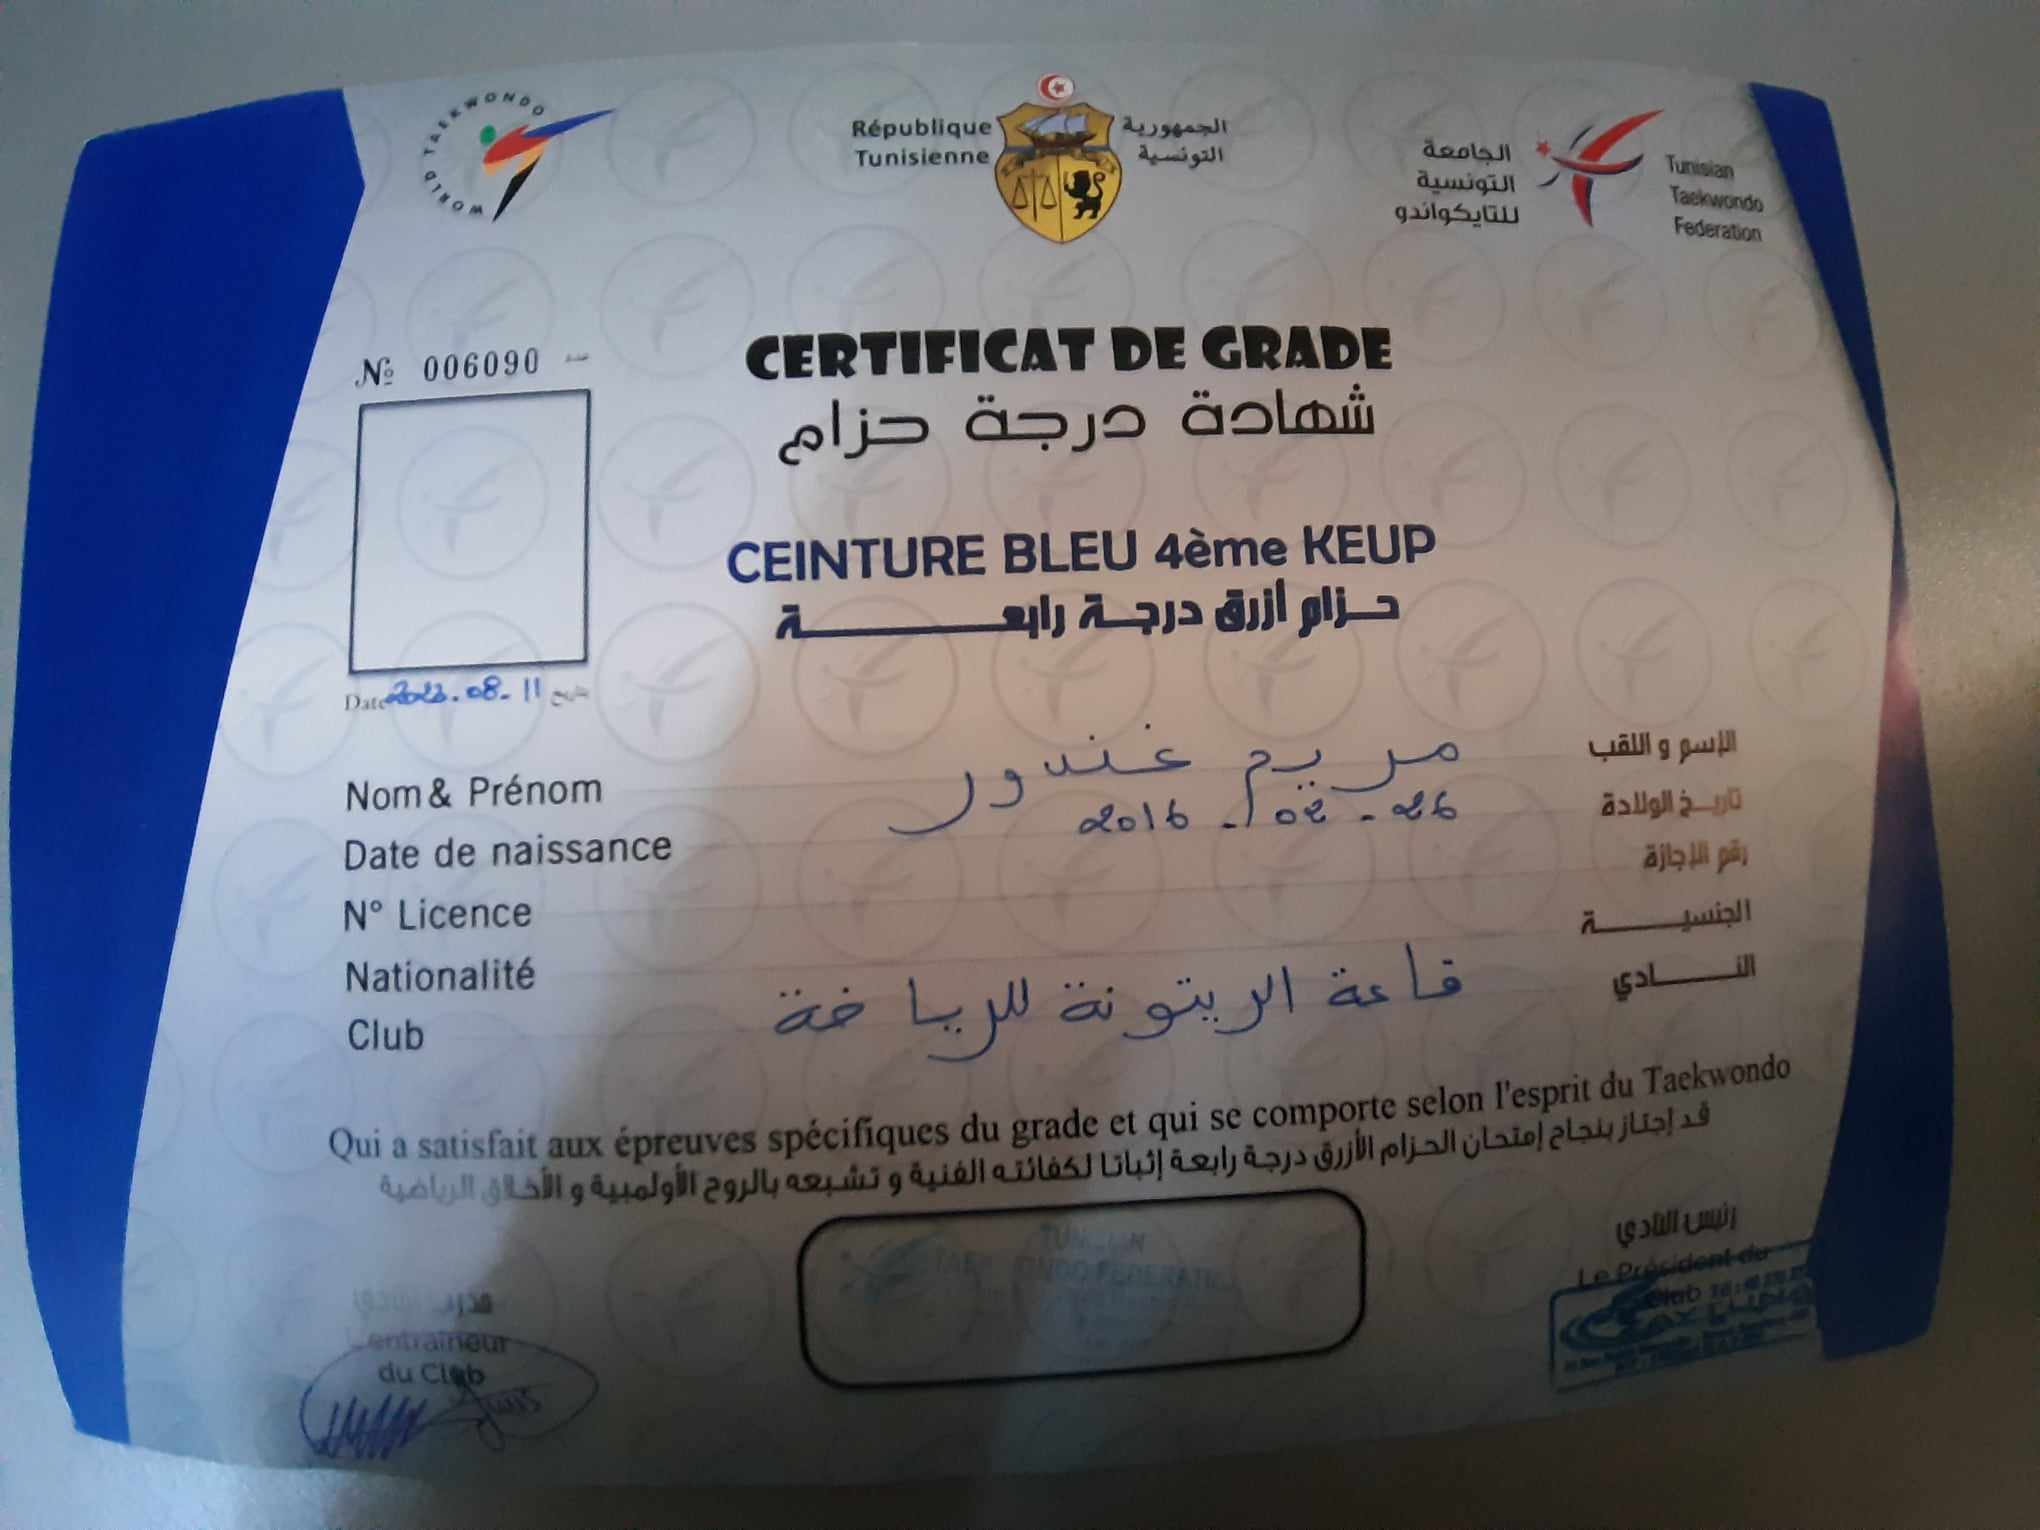 WORLD TAEKWONDO
République Tunisienne
الجمهورية التونسية
الجامعة التونسية للتايكواندو
Tunisian Taekwondo Federation
№ 006090
CERTIFICAT DE GRADE
شهادة درجة حزام
CEINTURE BLEU 4ème KEUP
حزام أزرق درجة رابعة
Date 2023.08.11 تاريخ
Nom & Prénom مريم غندور الإسم و اللقب
Date de naissance 2016 - 02 - 26 تاريخ الولادة
N° Licence رقم الإجازة
Nationalité الجنسية
Club قاعة الزيتونة للرياضة النادي
Qui a satisfait aux épreuves spécifiques du grade et qui se comporte selon l'esprit du Taekwondo
قد إجتاز بنجاح إمتحان الحزام الأزرق درجة رابعة إثباتا لكفائته الفنية و تشبعه بالروح الأولمبية و الأخلاق الرياضية
مدرب النادي
L'entraîneur
du Club
TAEKWONDO FEDERATION
رئيس النادي
Le Président du
Club